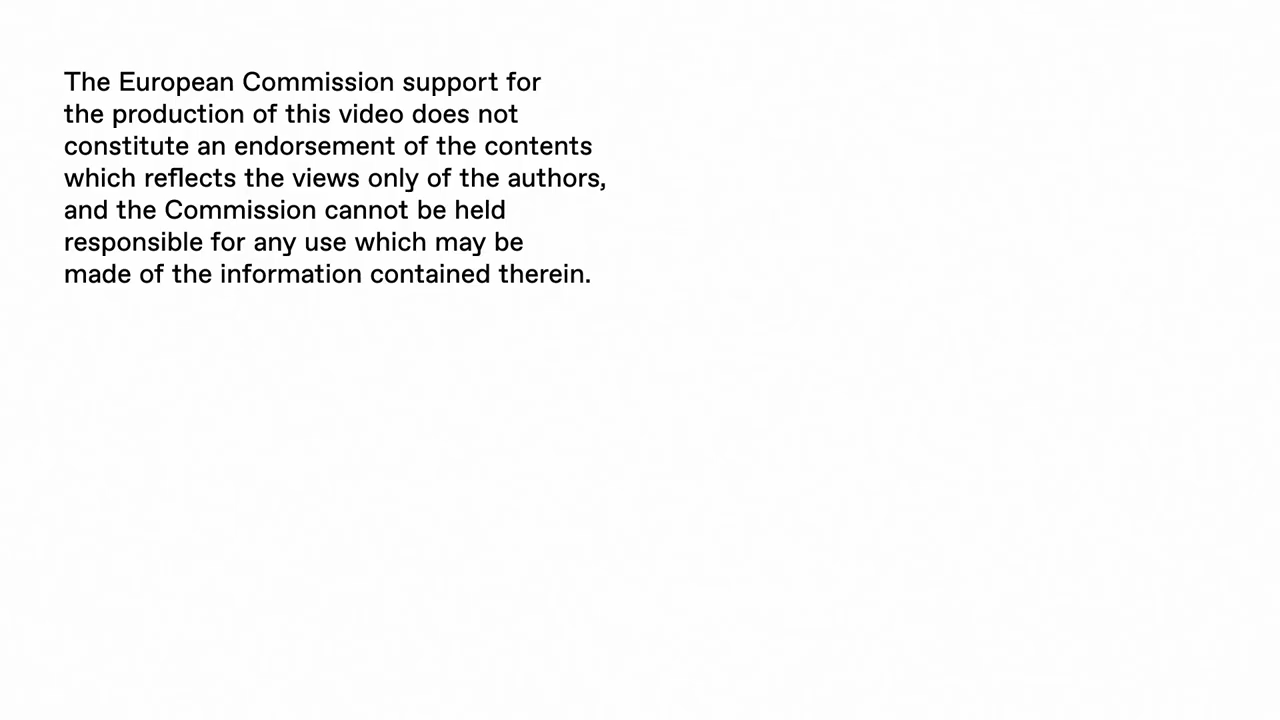 The European Commission support for
the production of this video does not
constitute an endorsement of the contents
which reflects the views only of the authors,
and the Commission cannot be held
responsible for any use which may be
made of the information contained therein.